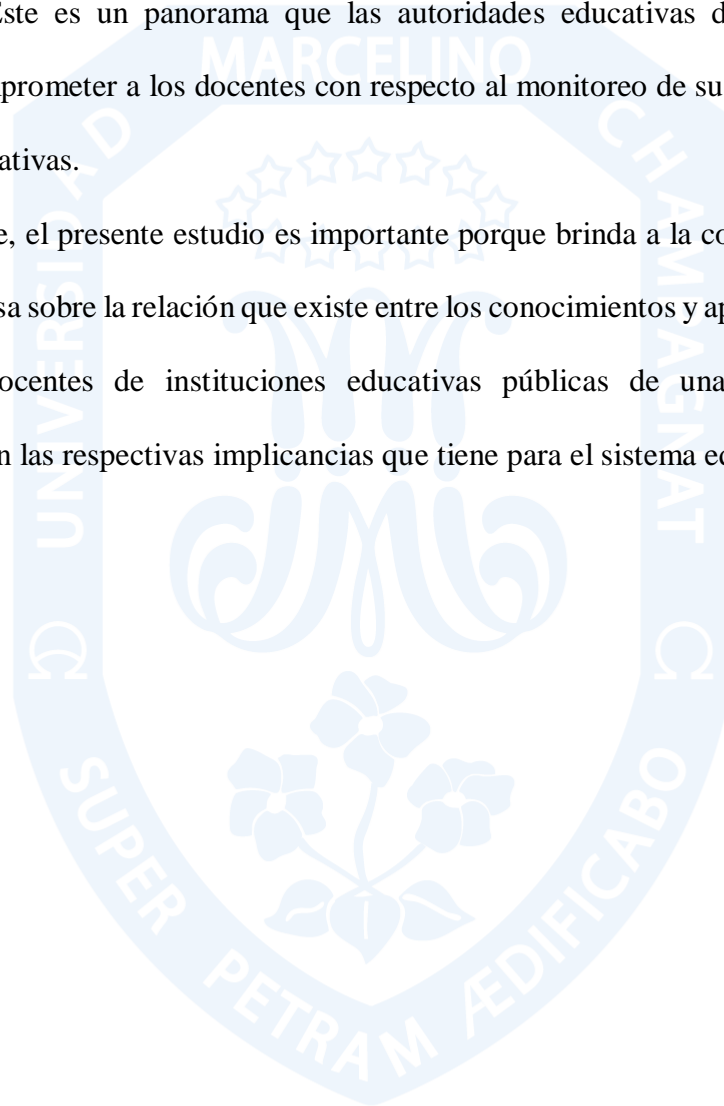 Este es un panorama que las autoridades educativas d
prometer a los docentes con respecto al monitoreo de su
ativas.
e, el presente estudio es importante porque brinda a la co
sa sobre la relación que existe entre los conocimientos y ap
ocentes de instituciones educativas públicas de una
n las respectivas implicancias que tiene para el sistema ed
UNIVERSIDAD
MARCELINO
CHAMPAGNAT
SUPER PETRAM ÆDIFICABO